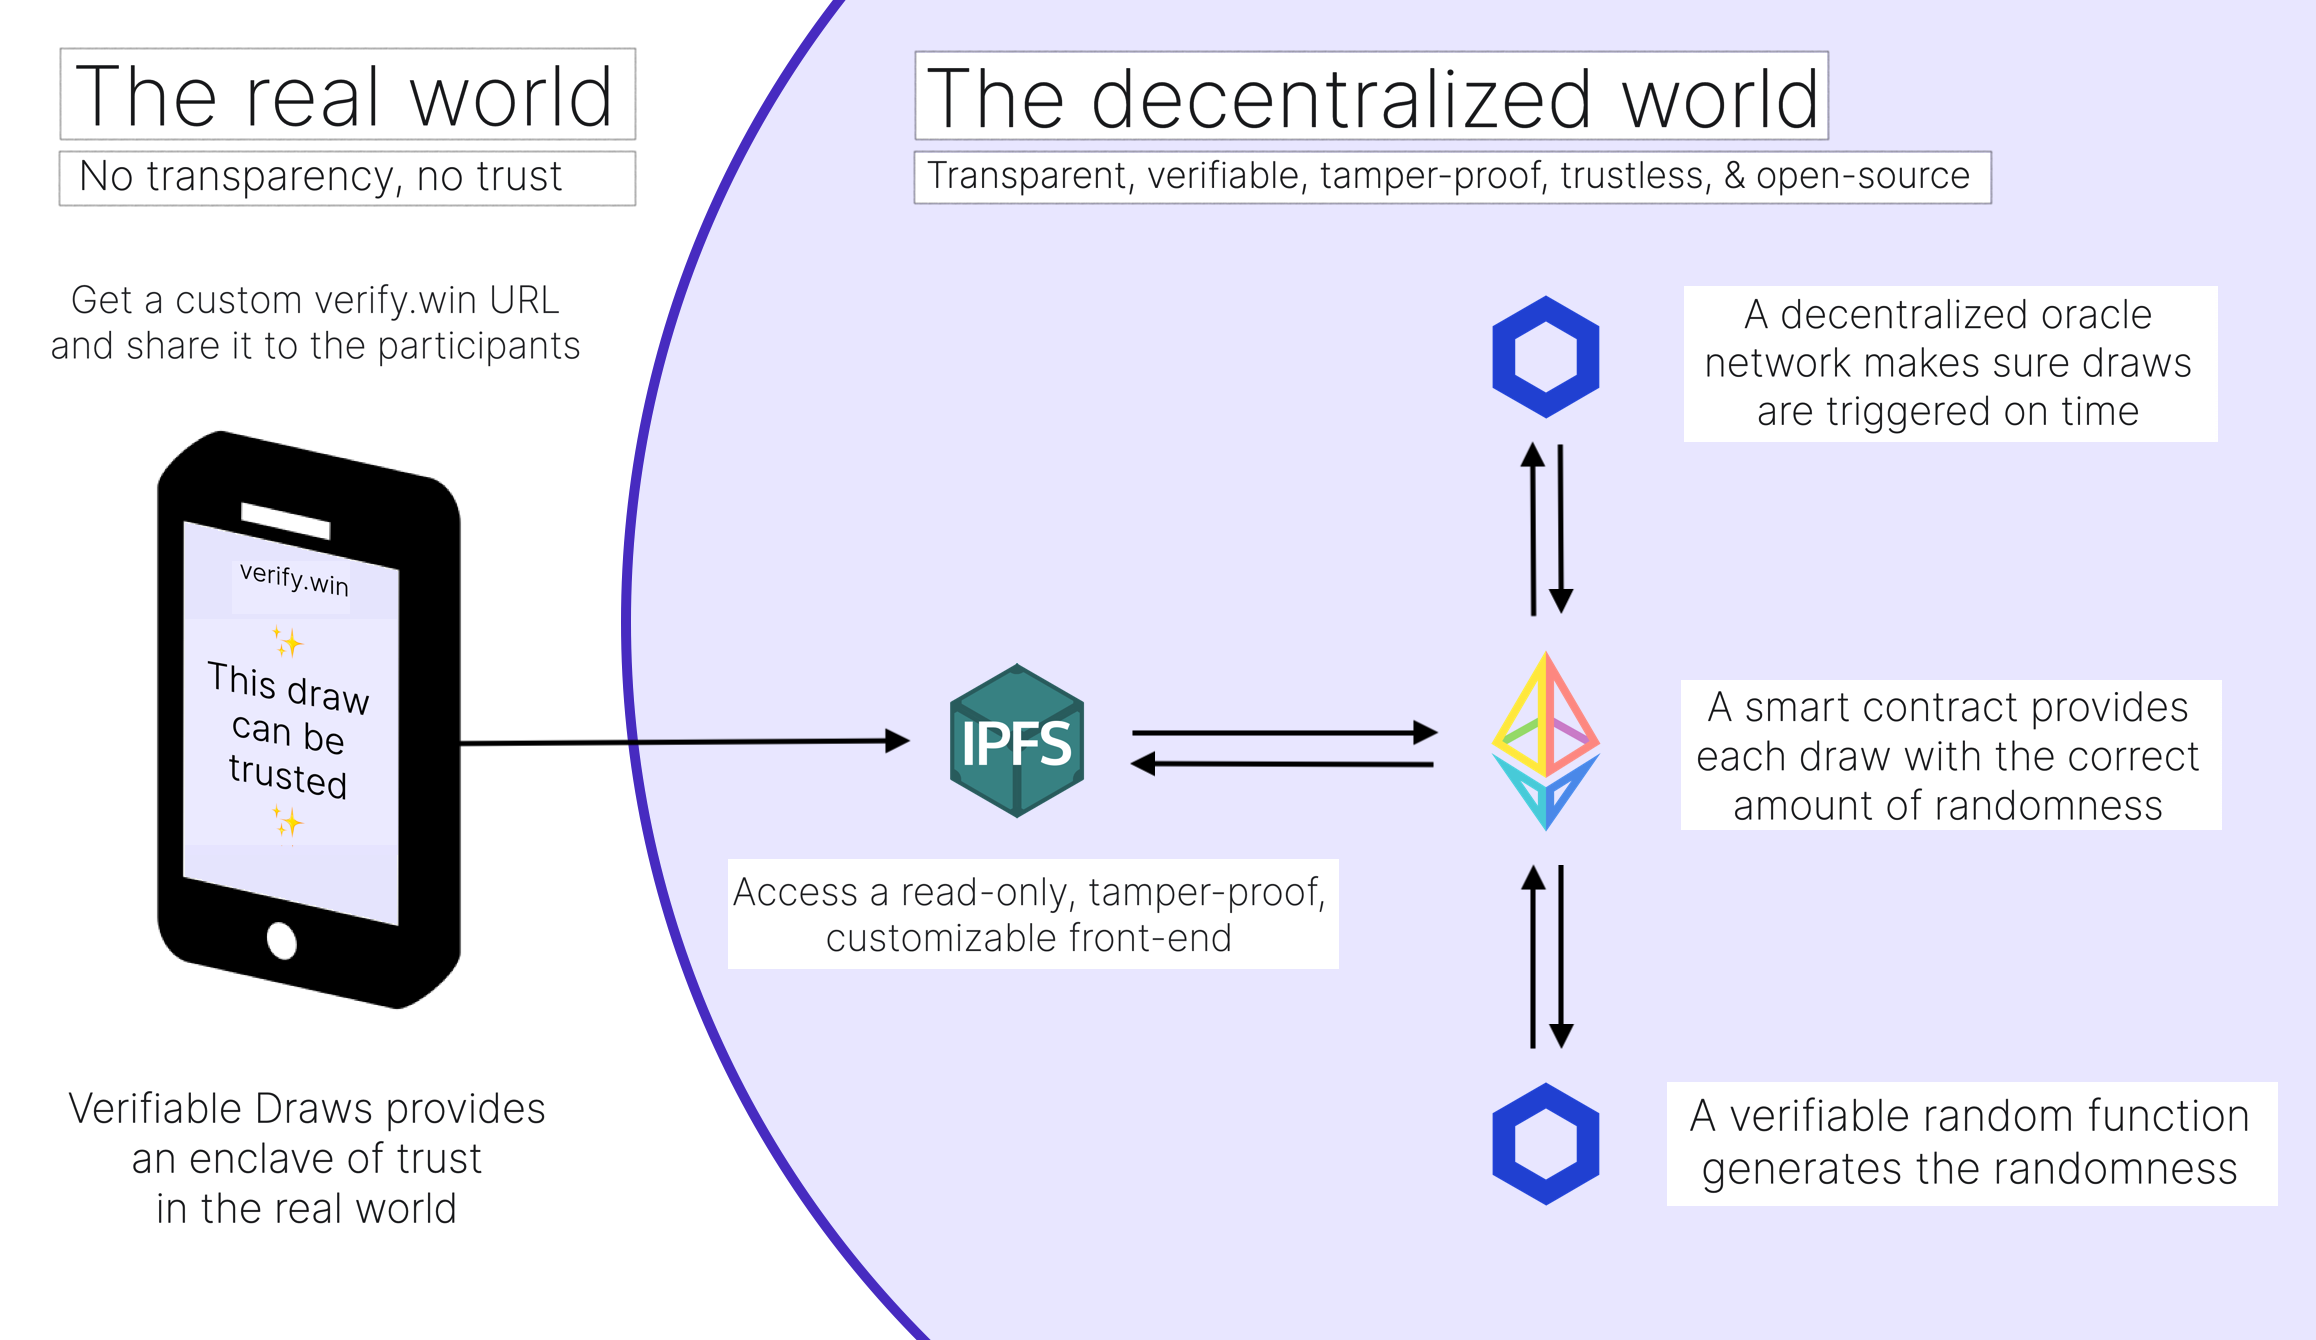 The real world
No transparency, no trust
Get a custom verify.win URL
and share it to the participants
verify.win
This draw
can be
trusted
Verifiable Draws provides
an enclave of trust
in the real world
The decentralized world
Transparent, verifiable, tamper-proof, trustless, & open-source
A decentralized oracle
network makes sure draws
are triggered on time
IPFS
Access a read-only, tamper-proof,
customizable front-end
A smart contract provides
each draw with the correct
amount of randomness
A verifiable random function
generates the randomness